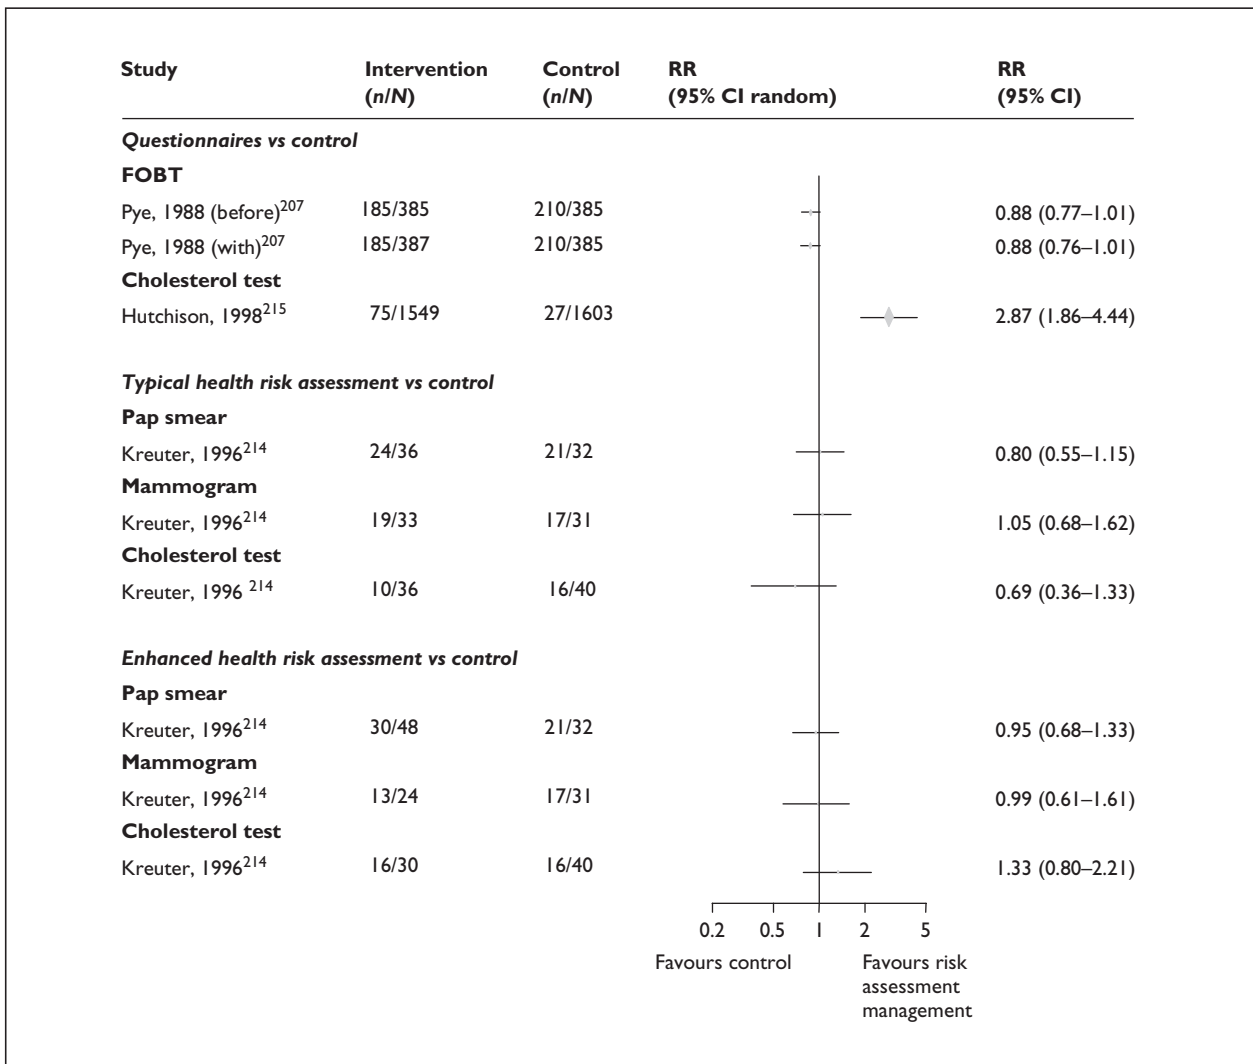 Study Intervention Control RR RR
(n/N) (n/N) (95% CI random) (95% CI)
Questionnaires vs control
FOBT
Pye, 1988 (before)207 185/385 210/385 0.88 (0.77–1.01)
Pye, 1988 (with)207 185/387 210/385 0.88 (0.76–1.01)
Cholesterol test
Hutchison, 1998215 75/1549 27/1603 2.87 (1.86–4.44)
Typical health risk assessment vs control
Pap smear
Kreuter, 1996214 24/36 21/32 0.80 (0.55–1.15)
Mammogram
Kreuter, 1996214 19/33 17/31 1.05 (0.68–1.62)
Cholesterol test
Kreuter, 1996 214 10/36 16/40 0.69 (0.36–1.33)
Enhanced health risk assessment vs control
Pap smear
Kreuter, 1996214 30/48 21/32 0.95 (0.68–1.33)
Mammogram
Kreuter, 1996214 13/24 17/31 0.99 (0.61–1.61)
Cholesterol test
Kreuter, 1996214 16/30 16/40 1.33 (0.80–2.21)
0.2 0.5 1 2 5
Favours control Favours risk
assessment
management